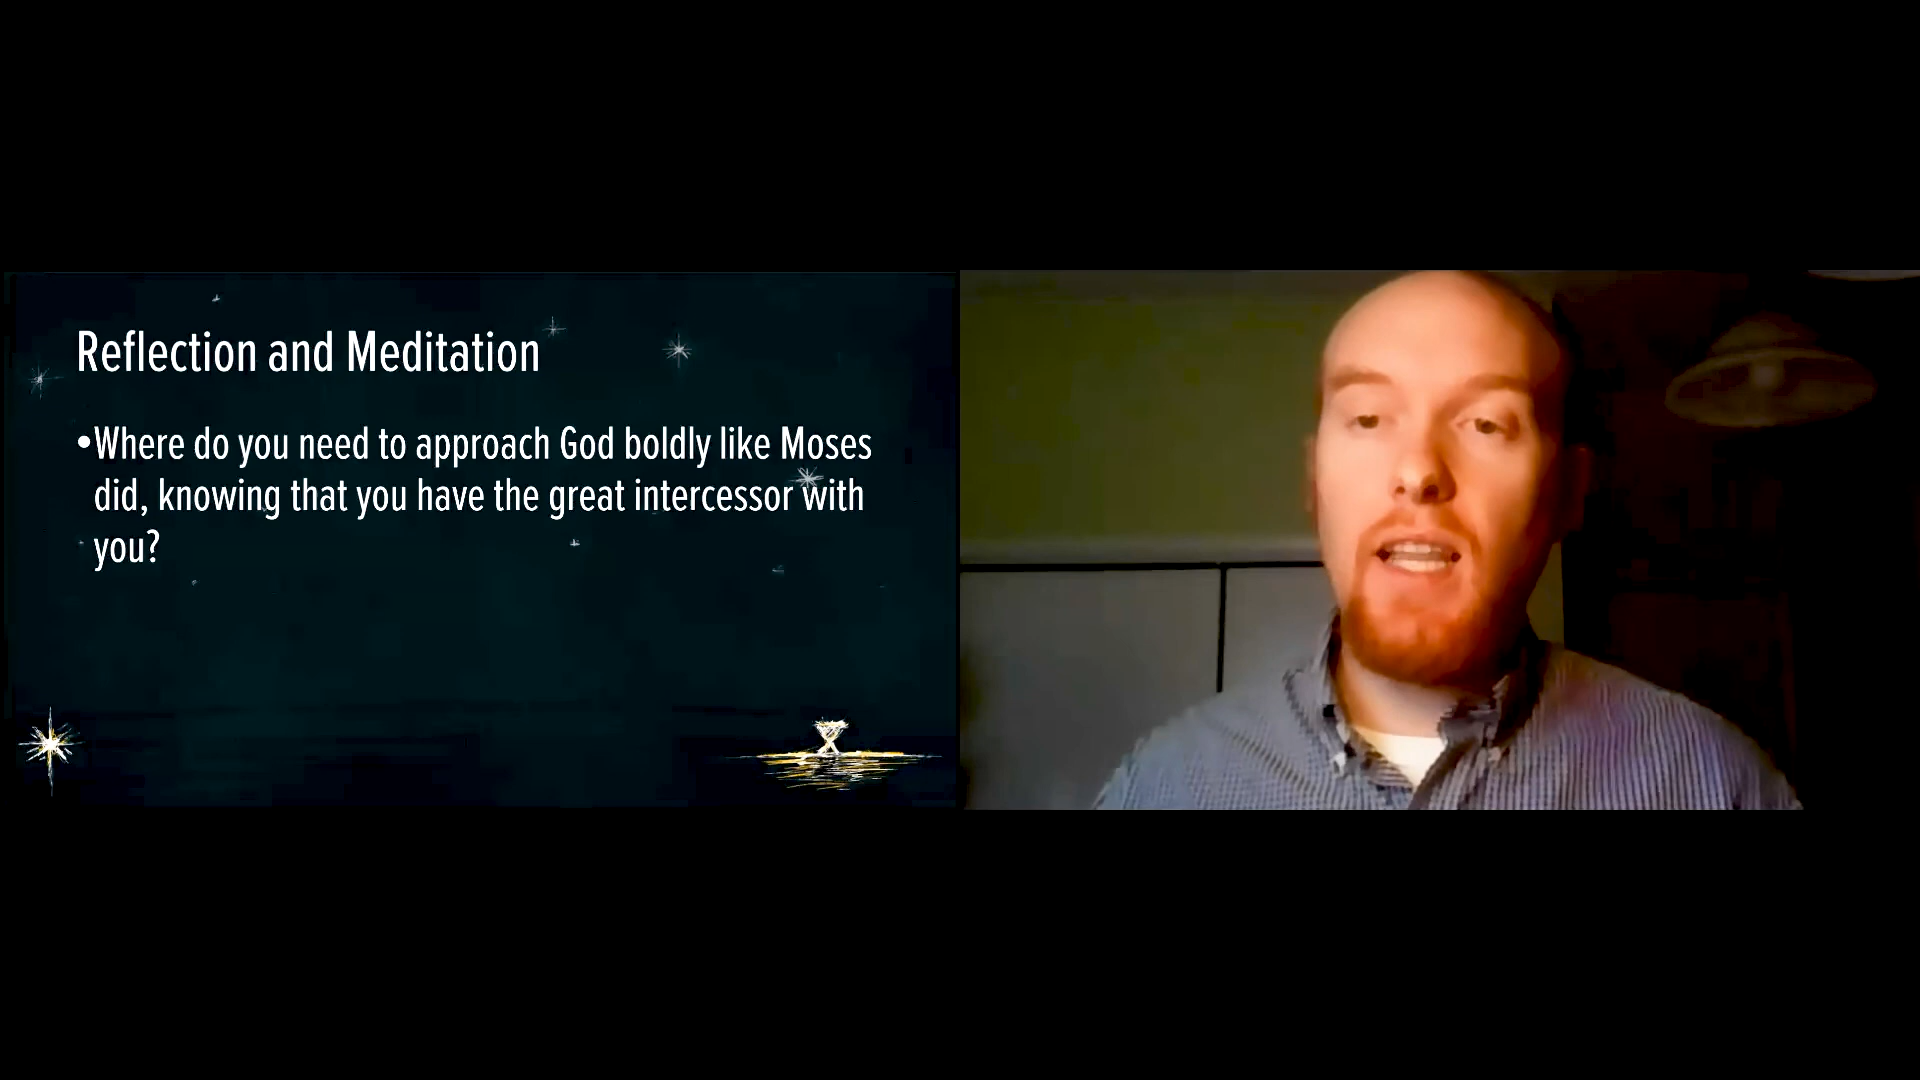 Reflection and Meditation
•Where do you need to approach God boldly like Moses
did, knowing that you have the great intercessor with
you?